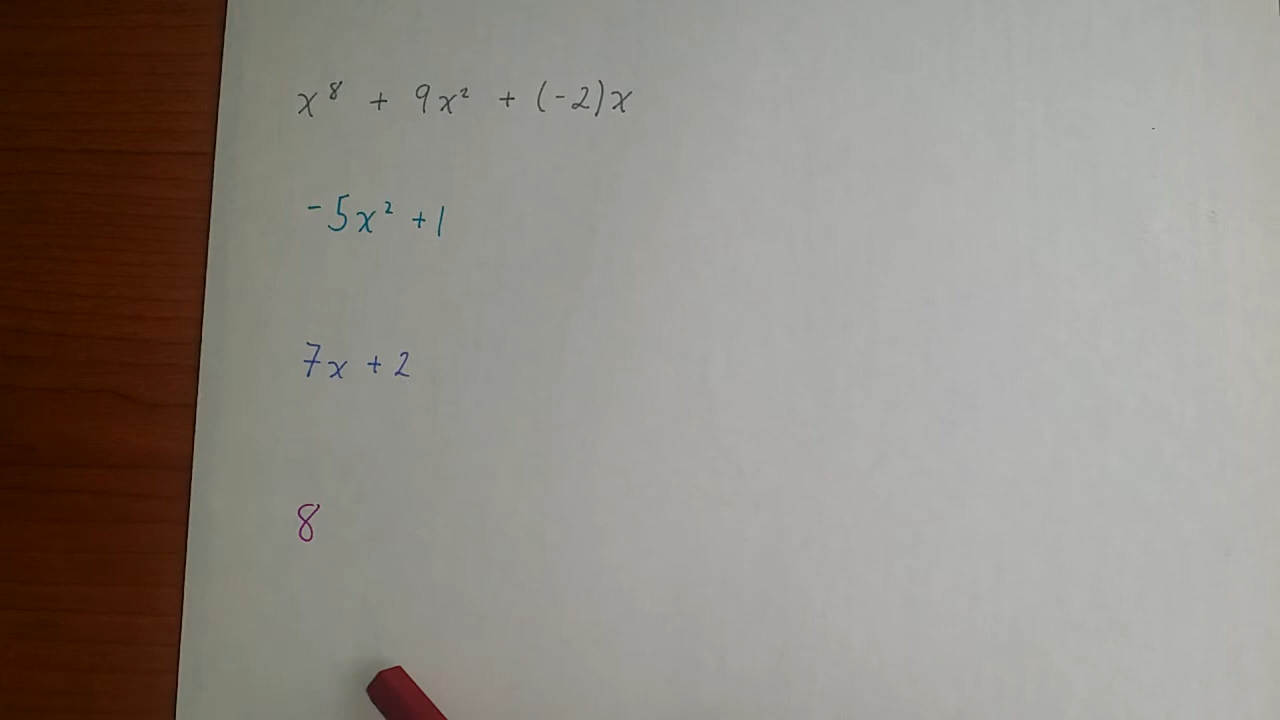 x⁸ + 9x² + (-2)x
-5x² + 1
7x + 2
8